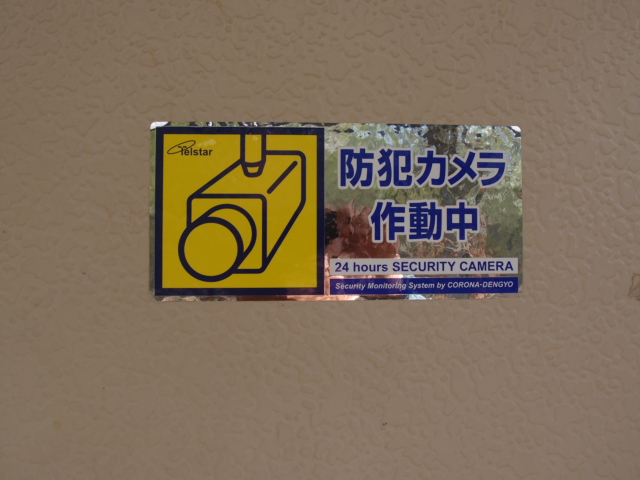 Telstar
防犯カメラ
作動中
24 hours SECURITY CAMERA
Security Monitoring System by CORONA-DENGYO